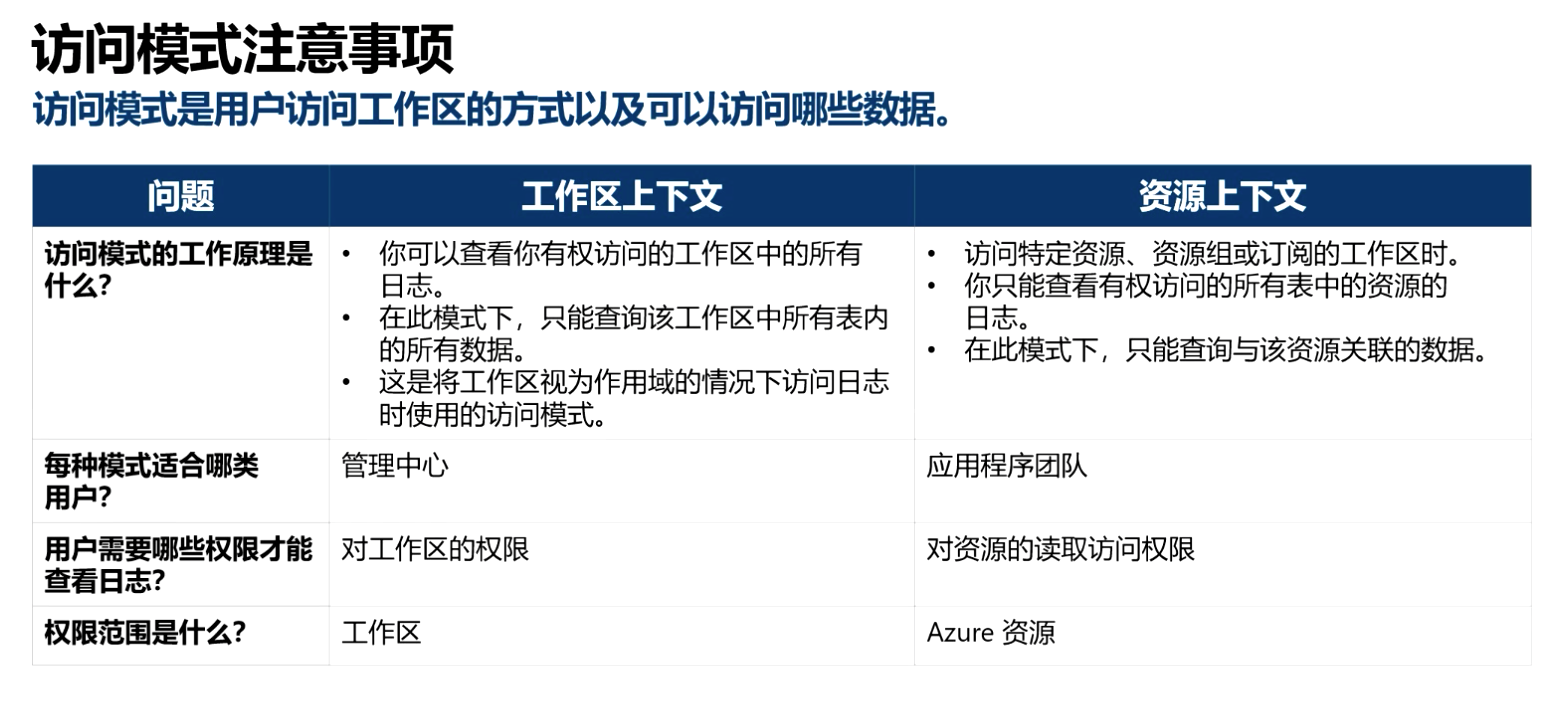 访问模式注意事项
访问模式是用户访问工作区的方式以及可以访问哪些数据。
问题
工作区上下文
资源上下文
访问模式的工作原理是
什么?
• 你可以查看你有权访问的工作区中的所有
日志。
• 在此模式下，只能查询该工作区中所有表内
的所有数据。
• 这是将工作区视为作用域的情况下访问日志
时使用的访问模式。
• 访问特定资源、资源组或订阅的工作区时。
• 你只能查看有权访问的所有表中的资源的
日志。
• 在此模式下，只能查询与该资源关联的数据。
每种模式适合哪类
用户?
管理中心
应用程序团队
用户需要哪些权限才能
查看日志?
对工作区的权限
对资源的读取访问权限
权限范围是什么?
工作区
Azure 资源